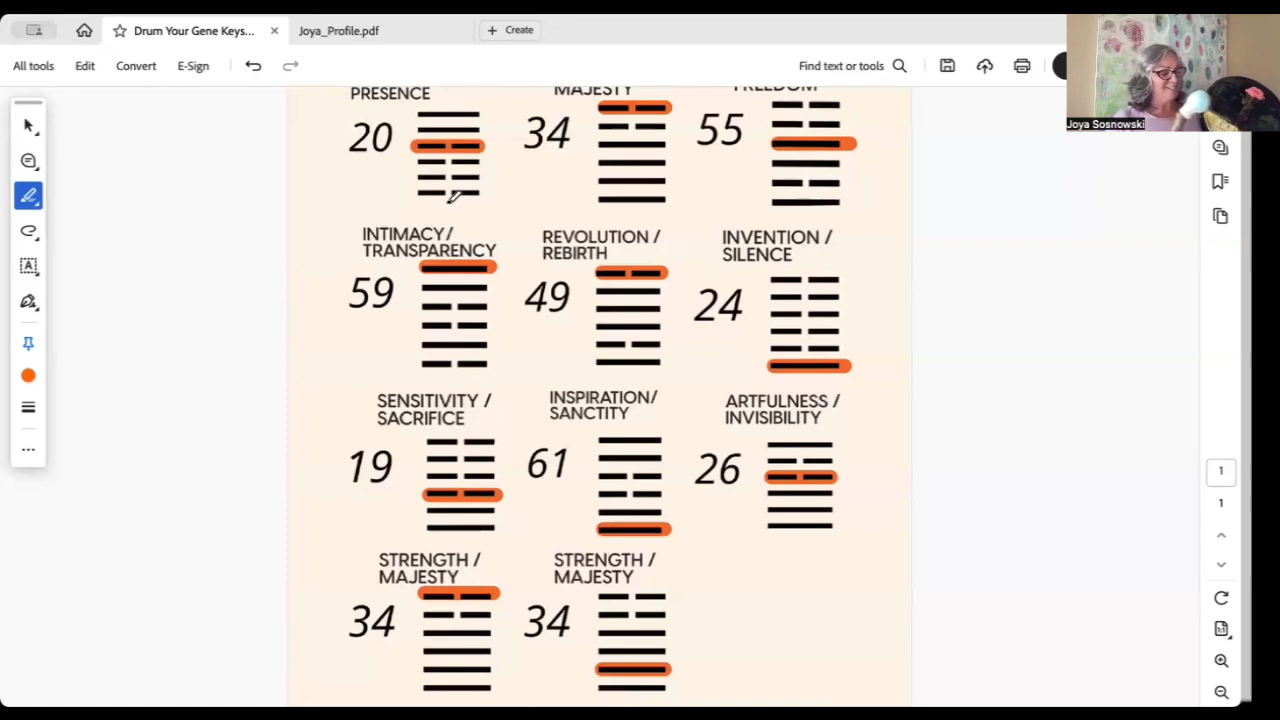 Drum Your Gene Keys...
Joya_Profile.pdf
Create
All tools
Edit
Convert
E-Sign
Find text or tools
Joya Sosnowski
PRESENCE
MAJESTY
FREEDOM
20
34
55
INTIMACY/
TRANSPARENCY
59
REVOLUTION /
REBIRTH
49
INVENTION /
SILENCE
24
SENSITIVITY /
SACRIFICE
19
INSPIRATION/
SANCTITY
61
ARTFULNESS /
INVISIBILITY
26
STRENGTH /
MAJESTY
34
STRENGTH /
MAJESTY
34
1
1